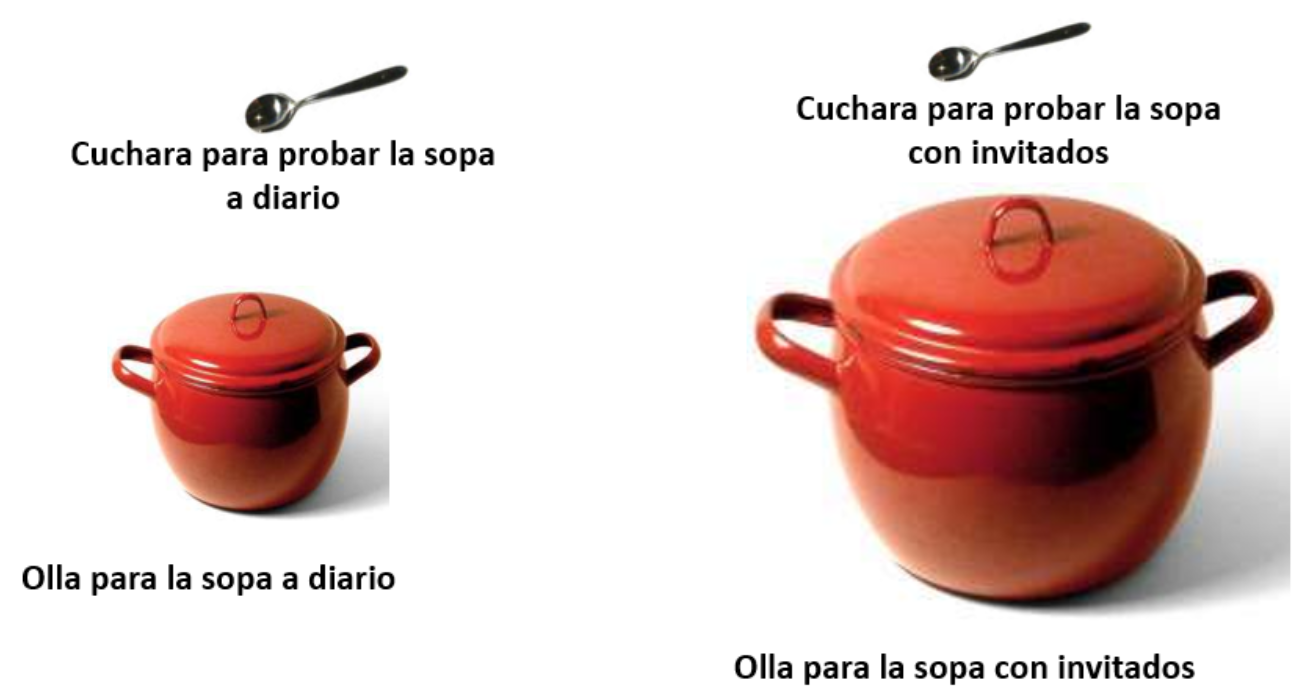 Cuchara para probar la sopa
a diario
Olla para la sopa a diario
Cuchara para probar la sopa
con invitados
Olla para la sopa con invitados